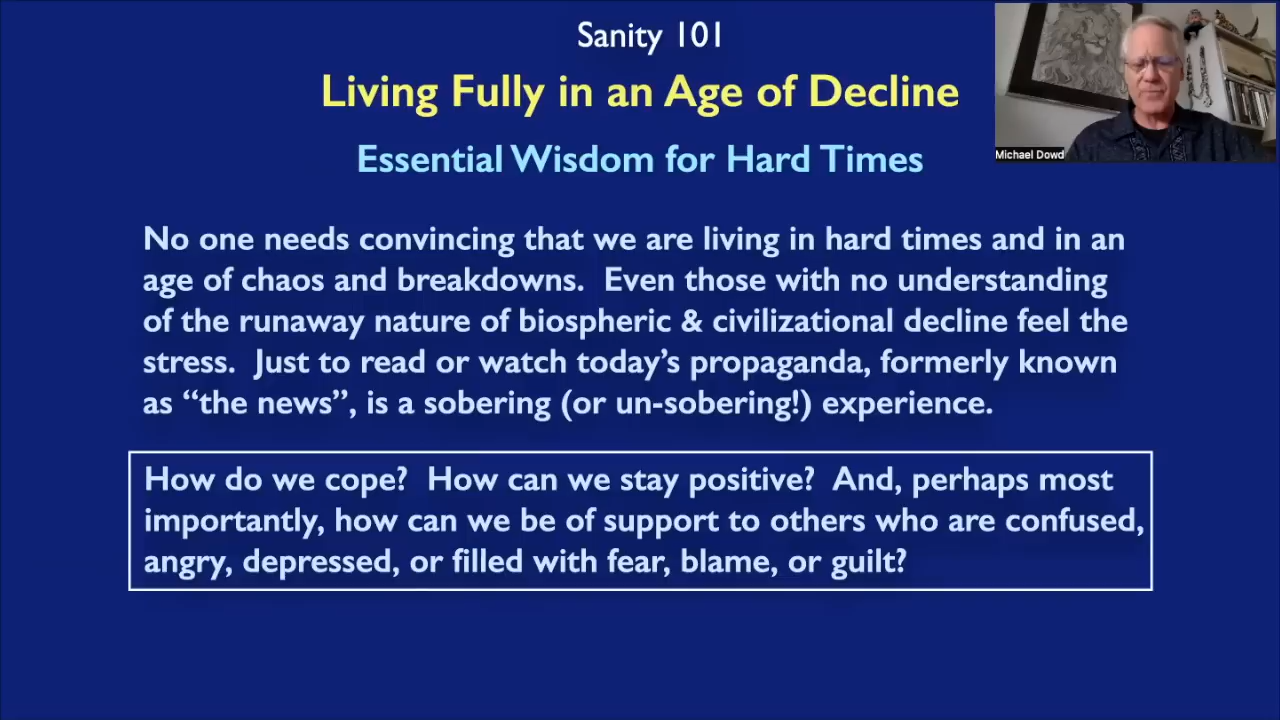 Sanity 101
Living Fully in an Age of Decline
Essential Wisdom for Hard Times
Michael Dowd
No one needs convincing that we are living in hard times and in an
age of chaos and breakdowns. Even those with no understanding
of the runaway nature of biospheric & civilizational decline feel the
stress. Just to read or watch today’s propaganda, formerly known
as “the news”, is a sobering (or un-sobering!) experience.
How do we cope? How can we stay positive? And, perhaps most
importantly, how can we be of support to others who are confused,
angry, depressed, or filled with fear, blame, or guilt?